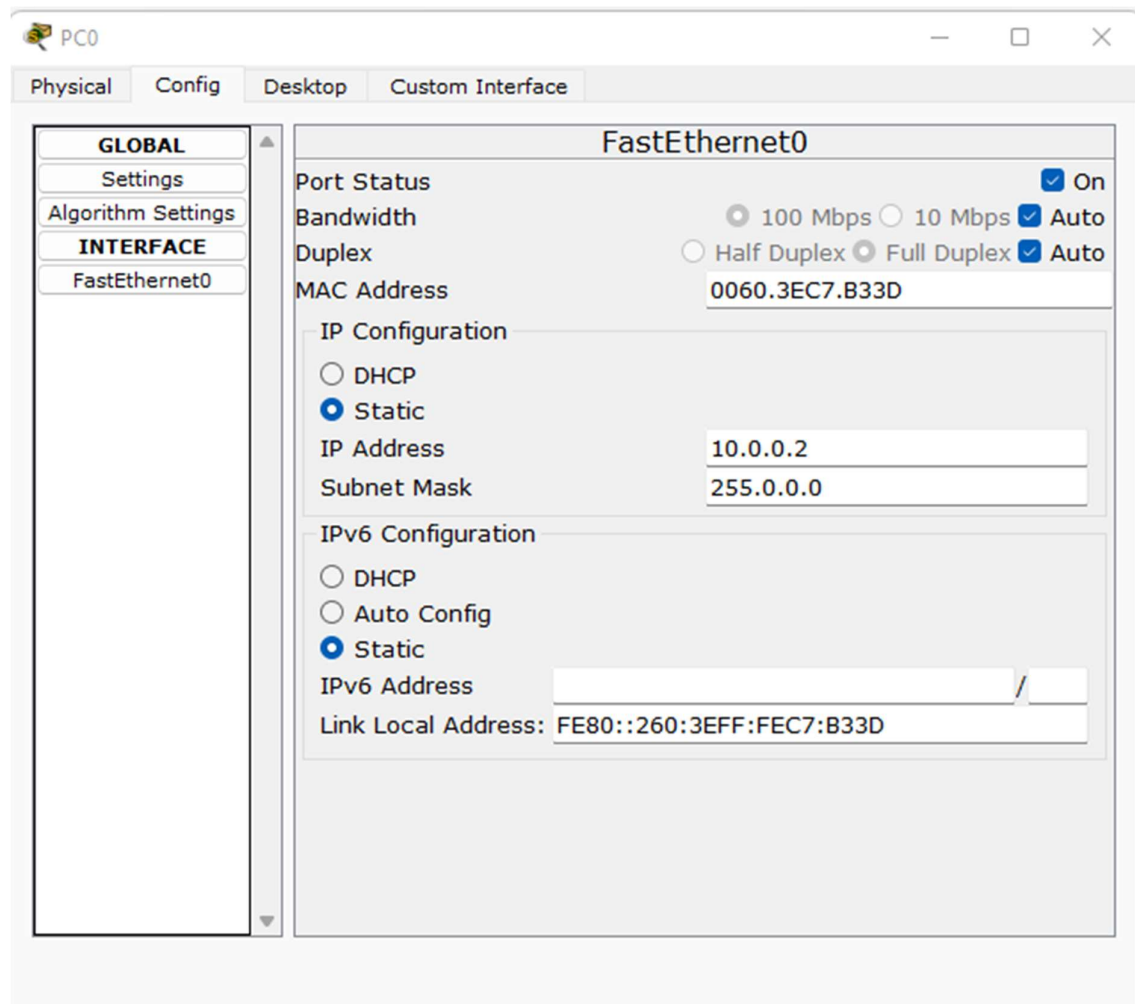 PC0
Physical Config Desktop Custom Interface
GLOBAL
Settings
Algorithm Settings
INTERFACE
FastEthernet0
FastEthernet0
Port Status On
Bandwidth 100 Mbps 10 Mbps Auto
Duplex Half Duplex Full Duplex Auto
MAC Address 0060.3EC7.B33D
IP Configuration
DHCP
Static
IP Address 10.0.0.2
Subnet Mask 255.0.0.0
IPv6 Configuration
DHCP
Auto Config
Static
IPv6 Address /
Link Local Address: FE80::260:3EFF:FEC7:B33D